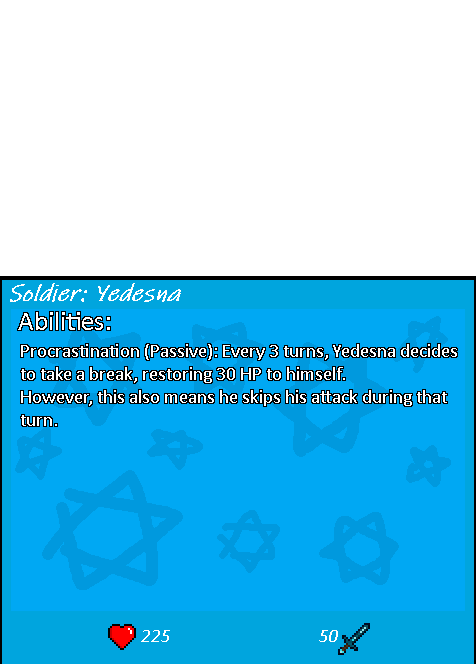 Soldier: Yedesna
Abilities:
Procrastination (Passive): Every 3 turns, Yedesna decides
to take a break, restoring 30 HP to himself.
However, this also means he skips his attack during that
turn.
225 50